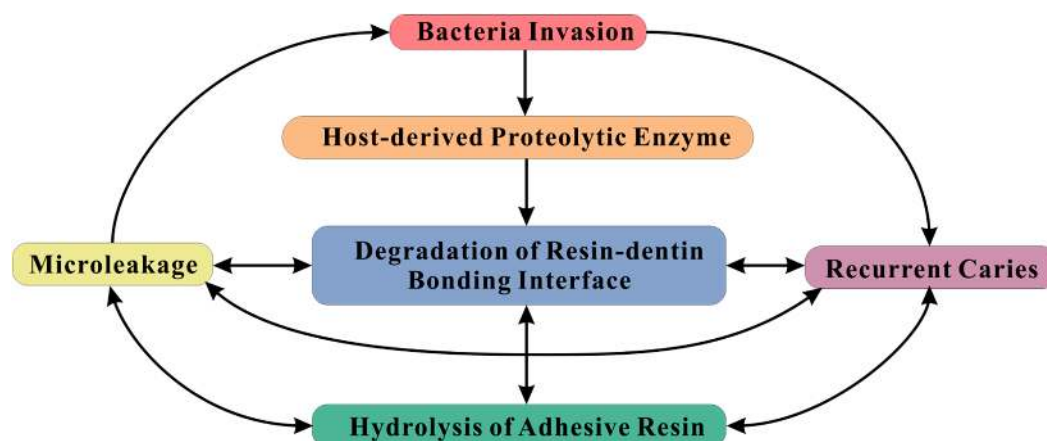 Bacteria Invasion
Host-derived Proteolytic Enzyme
Degradation of Resin-dentin
Bonding Interface
Microleakage
Recurrent Caries
Hydrolysis of Adhesive Resin